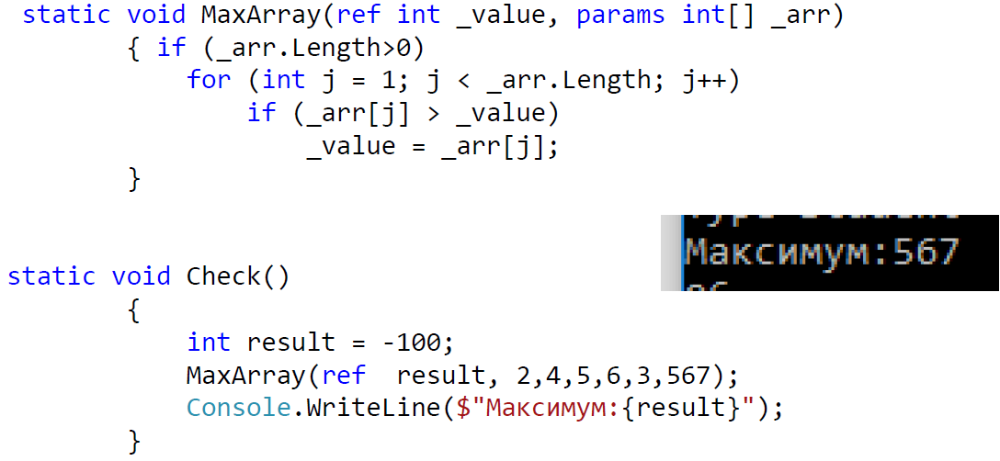 static void MaxArray(ref int _value, params int[] _arr)
{ if (_arr.Length>0)
for (int j = 1; j < _arr.Length; j++)
if (_arr[j] > _value)
_value = _arr[j];
}
Максимум:567
static void Check()
{
int result = -100;
MaxArray(ref  result, 2,4,5,6,3,567);
Console.WriteLine($"Максимум:{result}");
}